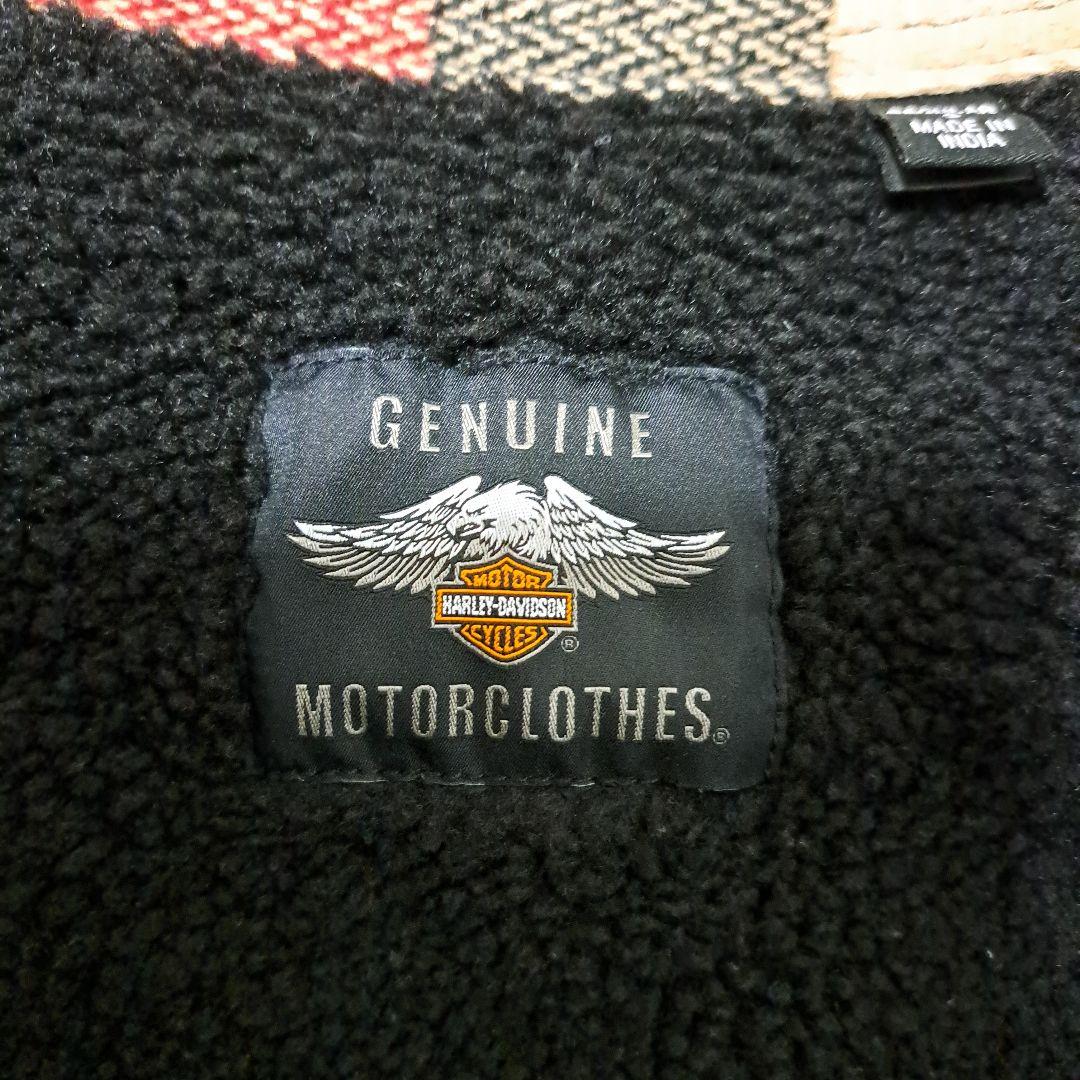 MADE IN
INDIA
GENUINE
MOTOR
HARLEY-DAVIDSON
CYCLES
®
MOTORCLOTHES®